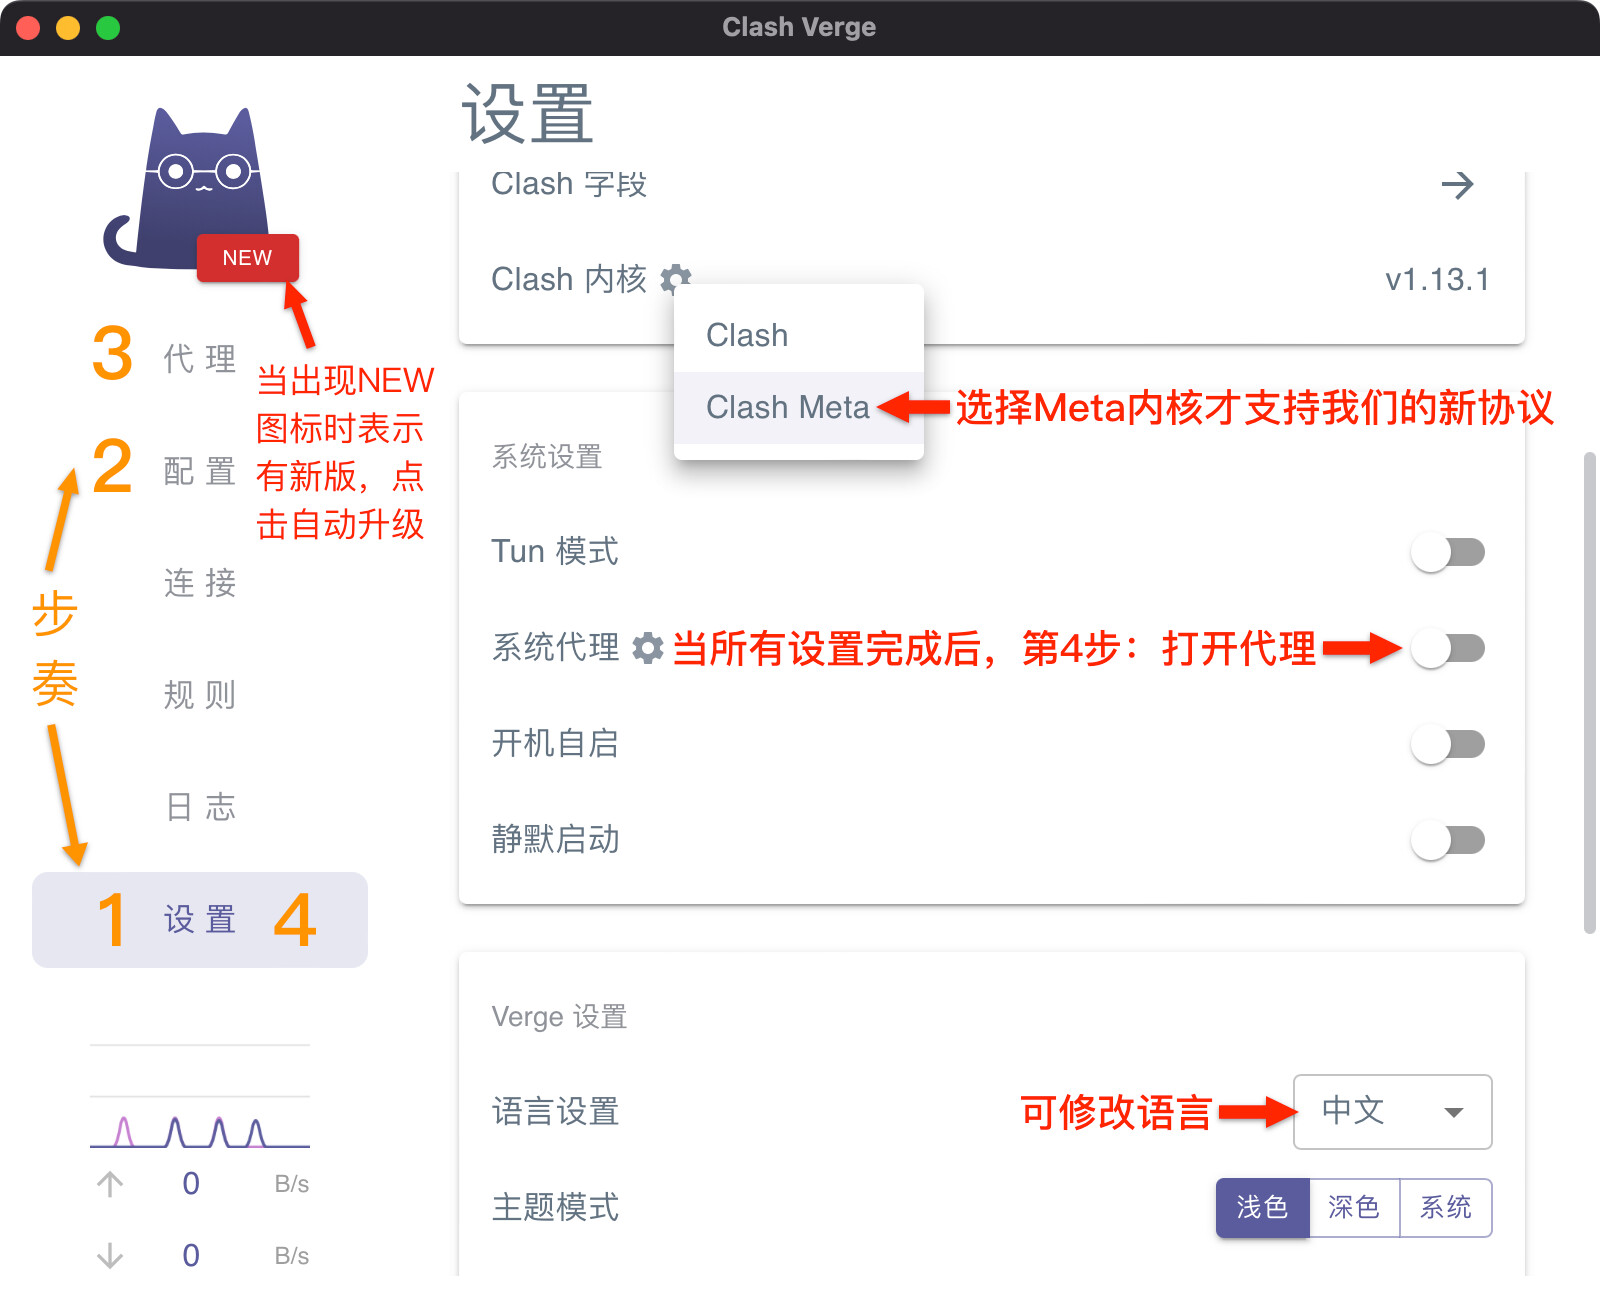 Clash Verge
NEW
3 代 理
当出现NEW
图标时表示
有新版，点
击自动升级
2 配 置
步
奏
连 接
规 则
日 志
1 设 置 4
0 B/s
0 B/s
设置
Clash 字段
Clash 内核 v1.13.1
Clash
Clash Meta 选择Meta内核才支持我们的新协议
系统设置
Tun 模式
系统代理 当所有设置完成后，第4步：打开代理
开机自启
静默启动
Verge 设置
语言设置 可修改语言 中文
主题模式 浅色 深色 系统